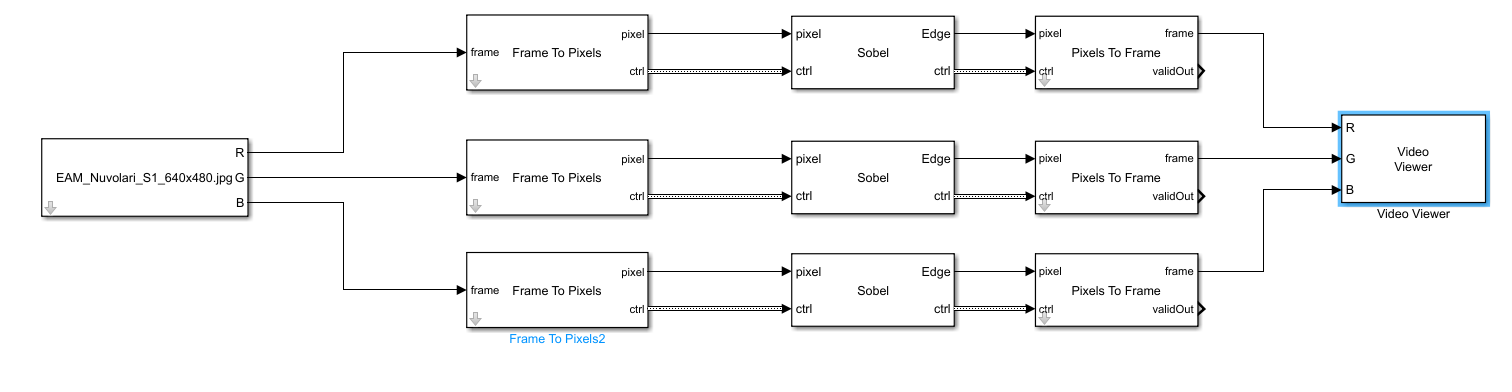 pixel
pixel
Edge
pixel
frame
frame
Frame To Pixels
Sobel
Pixels To Frame
ctrl
ctrl
ctrl
ctrl
validOut
R
Video
Viewer
R
G
B
Video Viewer
EAM_Nuvolari_S1_640x480.jpg
G
B
pixel
pixel
Edge
pixel
frame
frame
Frame To Pixels
Sobel
Pixels To Frame
ctrl
ctrl
ctrl
ctrl
validOut
pixel
pixel
Edge
pixel
frame
frame
Frame To Pixels
Sobel
Pixels To Frame
ctrl
ctrl
ctrl
ctrl
validOut
Frame To Pixels2